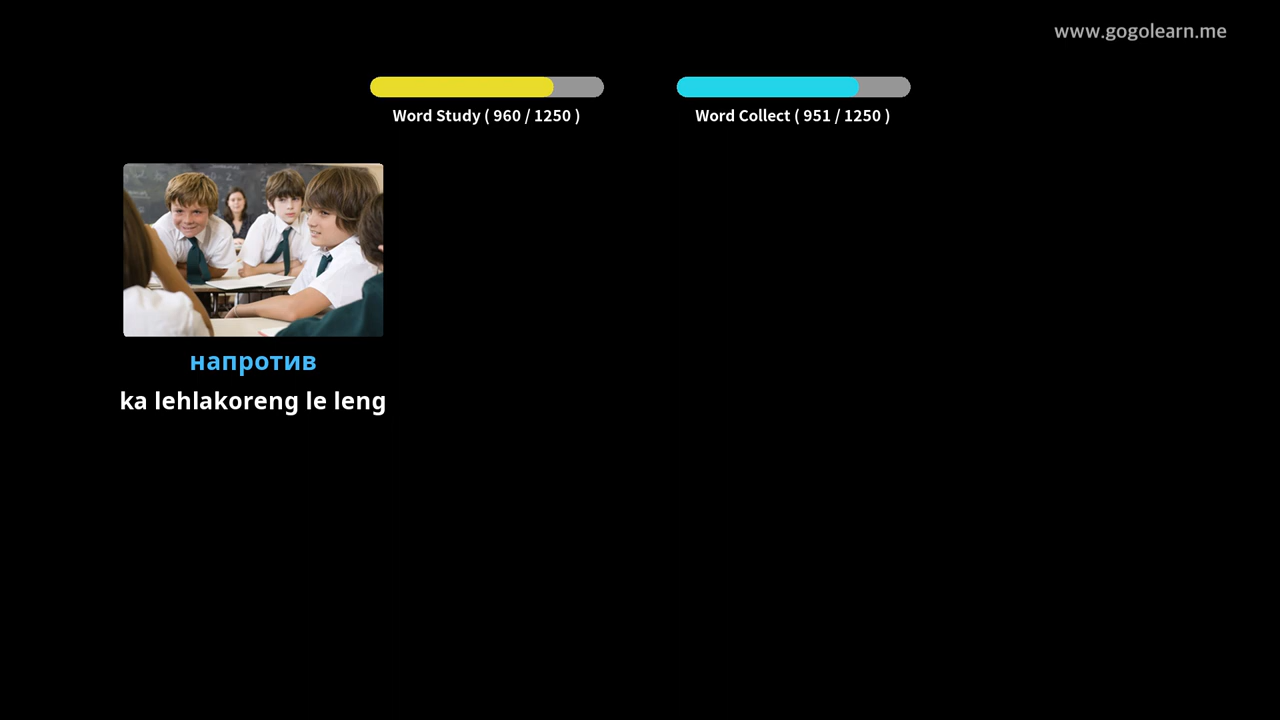 www.gogolearn.me
Word Study ( 960 / 1250 )
Word Collect ( 951 / 1250 )
напротив
ka lehlakoreng le leng